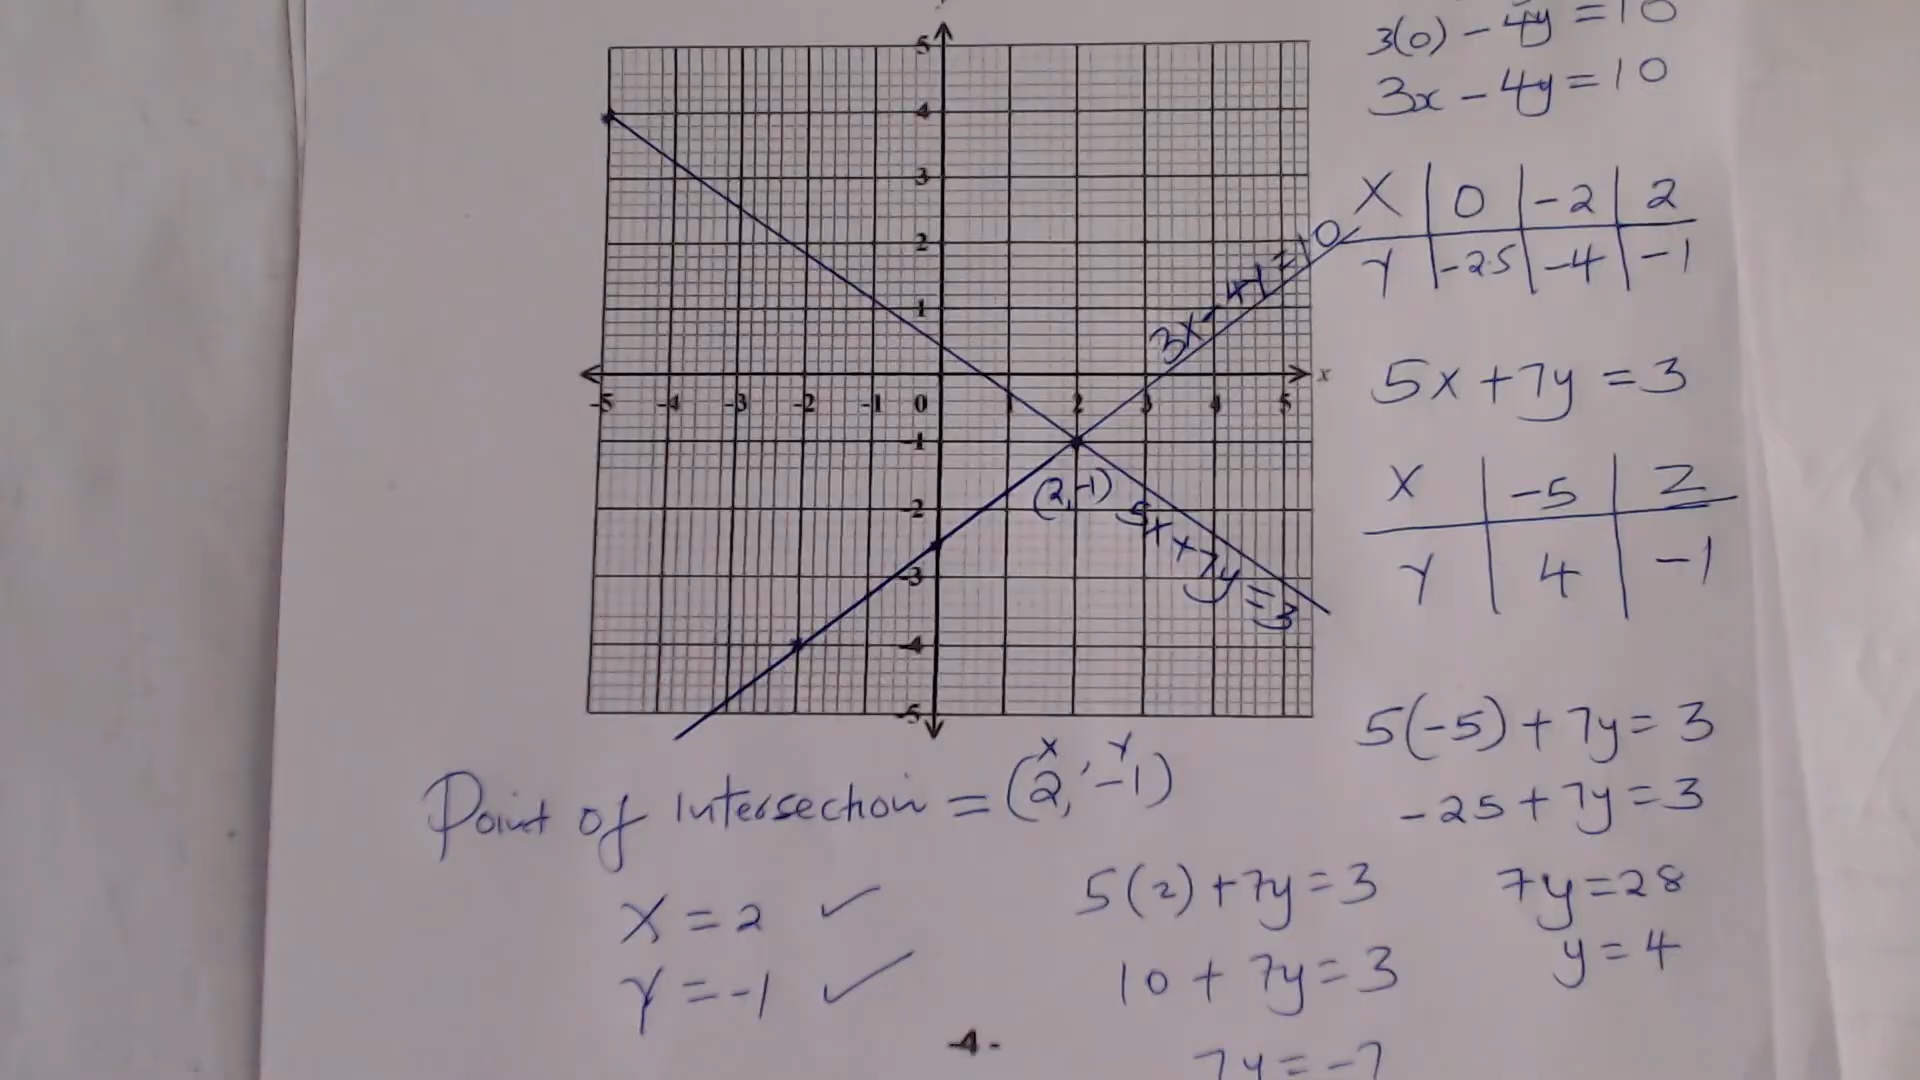 3(0) - 4y = 10
3x - 4y = 10
X | 0 | -2 | 2
Y | -2.5 | -4 | -1
5x + 7y = 3
X | -5 | 2
Y | 4 | -1
5
4
3
2
1
-5 -4 -3 -2 -1 0 1 2 3 4 5 x
-1
-2
-3
-4
-5
3x - 4y = 10
(2, -1)
5x + 7y = 3
x, y
Point of Intersection = (2, -1)
X = 2 ✓
Y = -1 ✓
5(2) + 7y = 3
10 + 7y = 3
7y = -7
5(-5) + 7y = 3
-25 + 7y = 3
7y = 28
y = 4
-4-